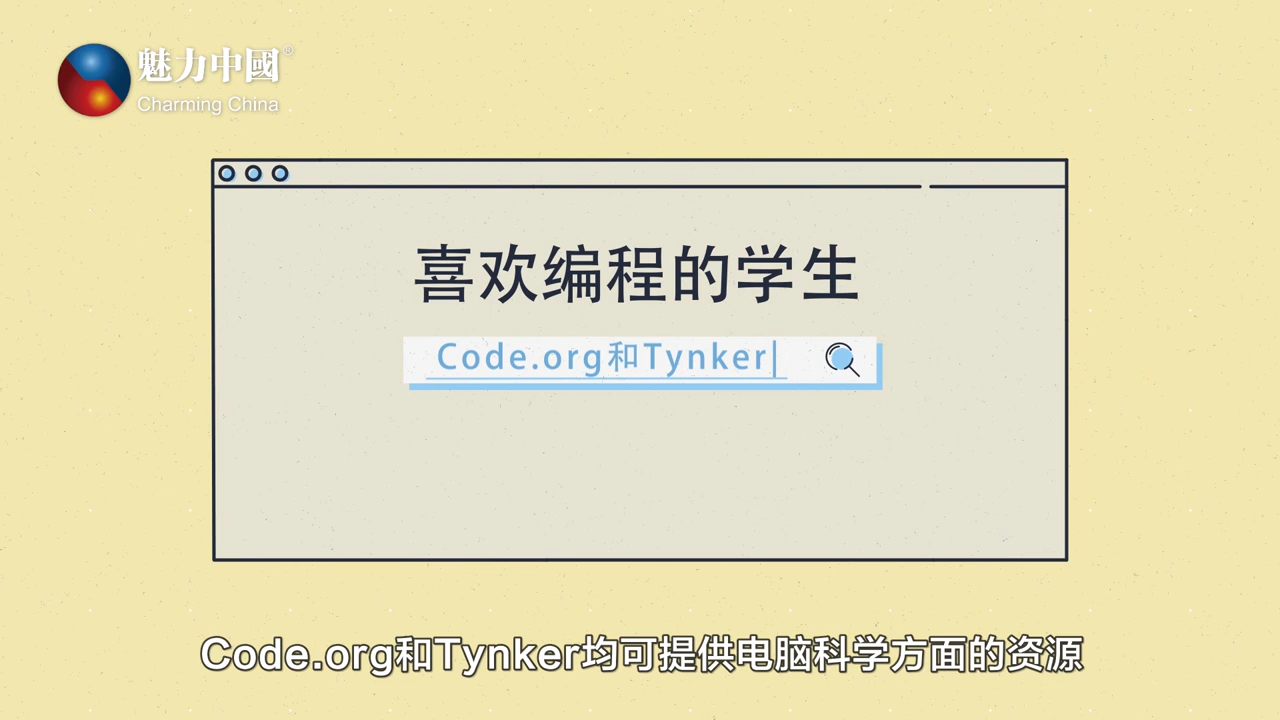 魅力中國®
Charming China
喜欢编程的学生
Code.org和Tynker
Code.org和Tynker均可提供电脑科学方面的资源